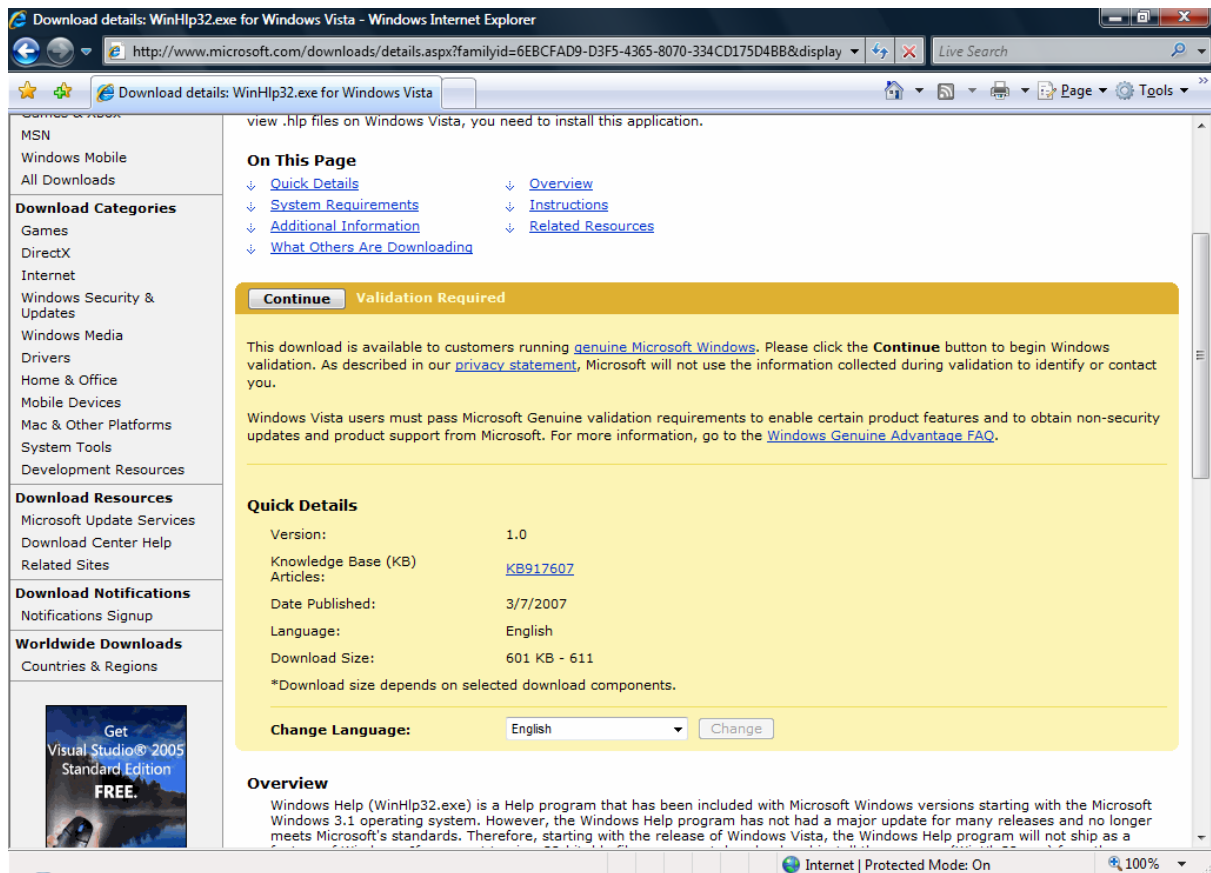 Download details: WinHlp32.exe for Windows Vista - Windows Internet Explorer
http://www.microsoft.com/downloads/details.aspx?familyid=6EBCFAD9-D3F5-4365-8070-334CD175D4BB&display
Live Search
Download details: WinHlp32.exe for Windows Vista
Page
Tools
Games & Xbox
MSN
Windows Mobile
All Downloads
Download Categories
Games
DirectX
Internet
Windows Security &
Updates
Windows Media
Drivers
Home & Office
Mobile Devices
Mac & Other Platforms
System Tools
Development Resources
Download Resources
Microsoft Update Services
Download Center Help
Related Sites
Download Notifications
Notifications Signup
Worldwide Downloads
Countries & Regions
Get
Visual Studio® 2005
Standard Edition
FREE.
view .hlp files on Windows Vista, you need to install this application.
On This Page
Quick Details
Overview
System Requirements
Instructions
Additional Information
Related Resources
What Others Are Downloading
Continue
Validation Required
This download is available to customers running genuine Microsoft Windows. Please click the Continue button to begin Windows
validation. As described in our privacy statement, Microsoft will not use the information collected during validation to identify or contact
you.
Windows Vista users must pass Microsoft Genuine validation requirements to enable certain product features and to obtain non-security
updates and product support from Microsoft. For more information, go to the Windows Genuine Advantage FAQ.
Quick Details
Version: 1.0
Knowledge Base (KB)
Articles: KB917607
Date Published: 3/7/2007
Language: English
Download Size: 601 KB - 611
*Download size depends on selected download components.
Change Language: English Change
Overview
Windows Help (WinHlp32.exe) is a Help program that has been included with Microsoft Windows versions starting with the Microsoft
Windows 3.1 operating system. However, the Windows Help program has not had a major update for many releases and no longer
meets Microsoft's standards. Therefore, starting with the release of Windows Vista, the Windows Help program will not ship as a
Internet | Protected Mode: On
100%